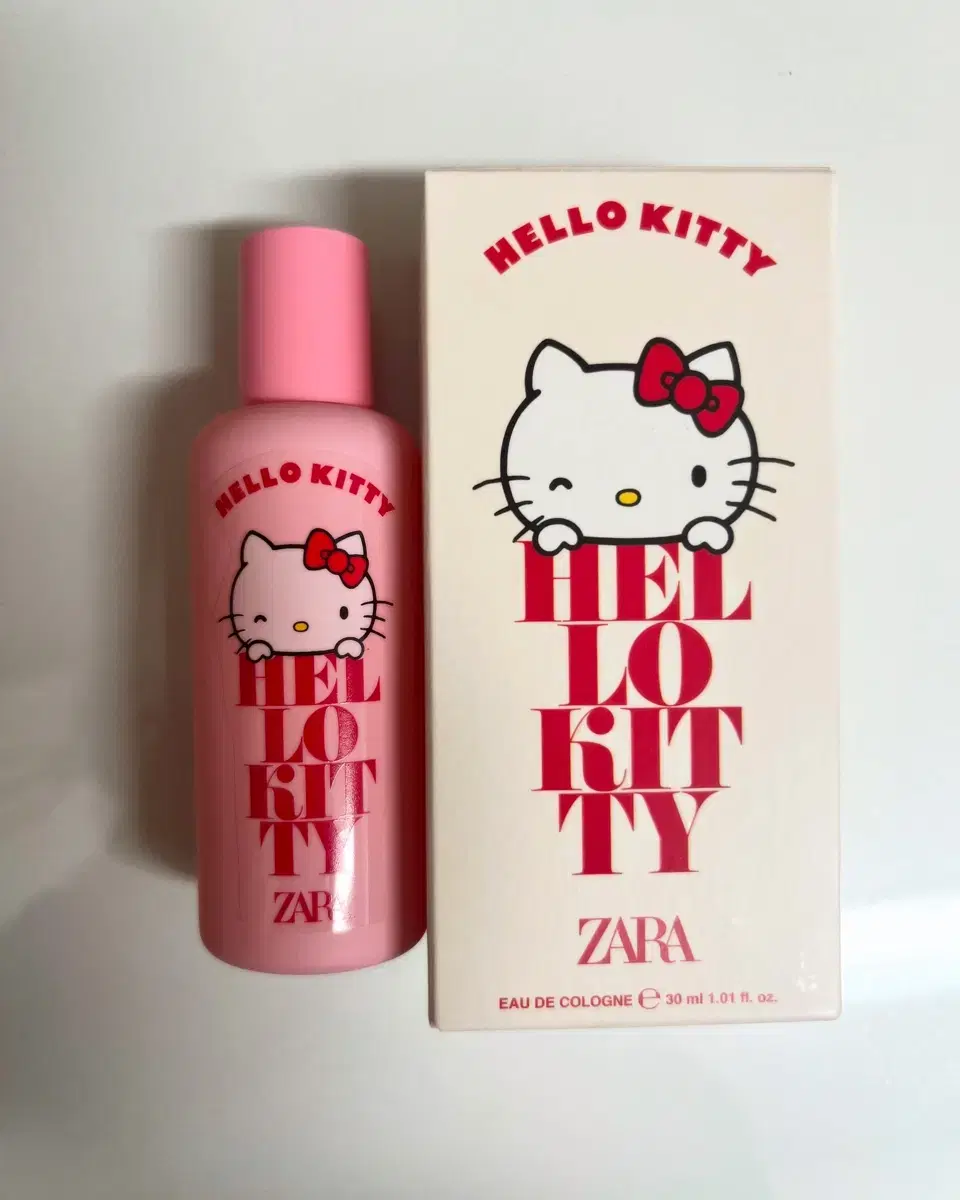 HELLO KITTY
HEL
LO
KIT
TY
ZARA
HELLO KITTY
HEL
LO
KIT
TY
ZARA
EAU DE COLOGNE ℮ 30 ml 1.01 fl. oz.